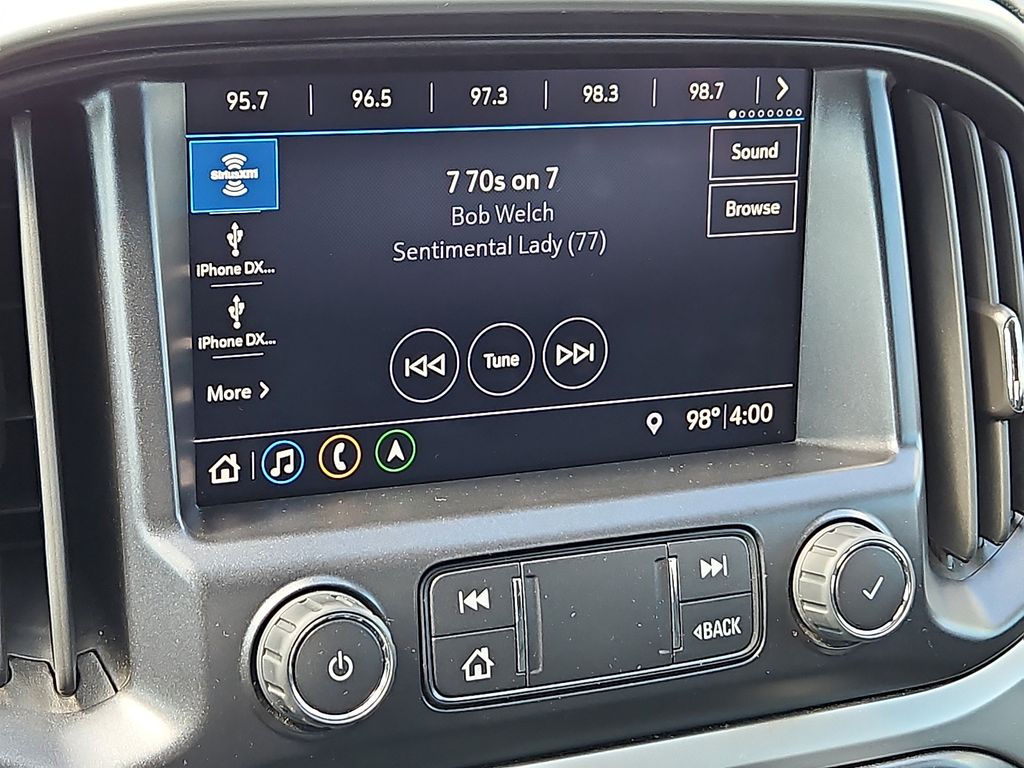 95.7 96.5 97.3 98.3 98.7
SiriusXM
7 70s on 7
Bob Welch
Sentimental Lady (77)
Sound
Browse
iPhone DX...
iPhone DX...
More
Tune
98° 4:00
BACK